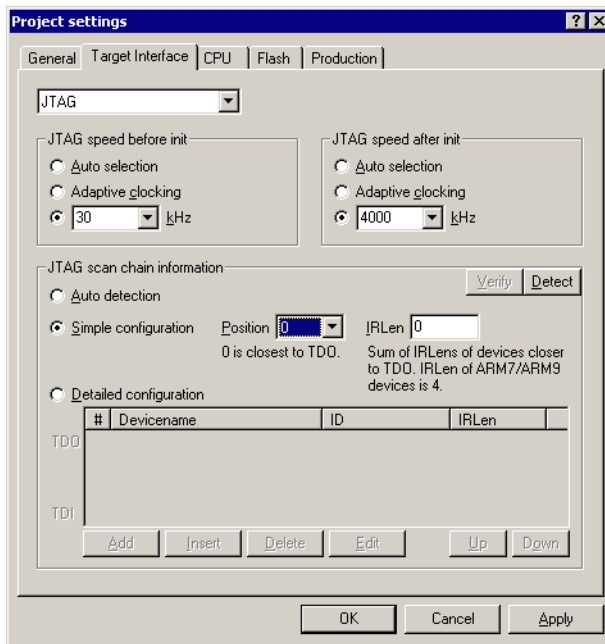 Project settings
General Target Interface CPU Flash Production
JTAG
JTAG speed before init
Auto selection
Adaptive clocking
30 kHz
JTAG speed after init
Auto selection
Adaptive clocking
4000 kHz
JTAG scan chain information
Verify Detect
Auto detection
Simple configuration Position 0 IRLen 0
0 is closest to TDO.
Sum of IRLens of devices closer
to TDO. IRLen of ARM7/ARM9
devices is 4.
Detailed configuration
# Devicename ID IRLen
TDO
TDI
Add Insert Delete Edit Up Down
OK Cancel Apply